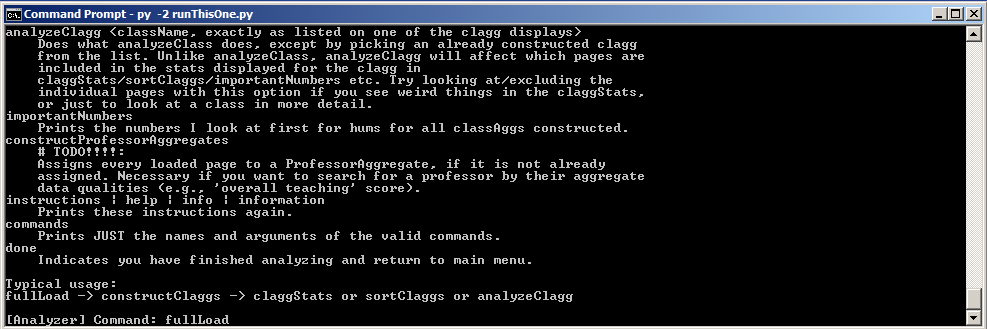 Command Prompt - py  -2 runThisOne.py
analyzeClagg <className, exactly as listed on one of the clagg displays>
    Does what analyzeClass does, except by picking an already constructed clagg
    from the list. Unlike analyzeClass, analyzeClagg will affect which pages are
    included in the stats displayed for the clagg in
    claggStats/sortClaggs/importantNumbers etc. Try looking at/excluding the
    individual pages with this option if you see weird things in the claggStats,
    or just to look at a class in more detail.
importantNumbers
    Prints the numbers I look at first for hums for all classAggs constructed.
constructProfessorAggregates
    # TODO!!!!:
    Assigns every loaded page to a ProfessorAggregate, if it is not already
    assigned. Necessary if you want to search for a professor by their aggregate
    data qualities (e.g., 'overall teaching' score).
instructions | help | info | information
    Prints these instructions again.
commands
    Prints JUST the names and arguments of the valid commands.
done
    Indicates you have finished analyzing and return to main menu.

Typical usage:
fullLoad -> constructClaggs -> claggStats or sortClaggs or analyzeClagg

[Analyzer] Command: fullLoad